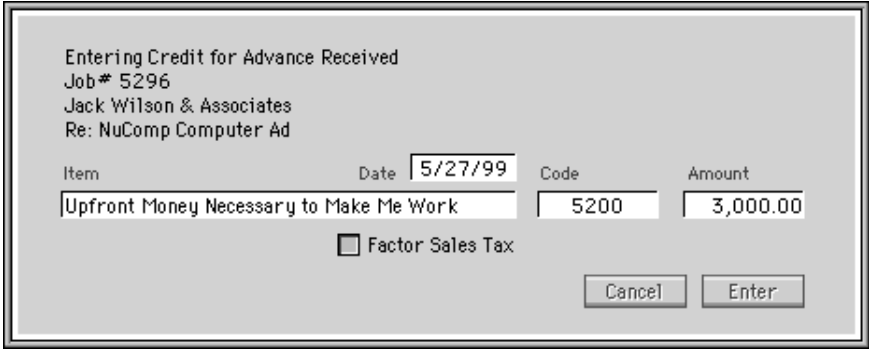 Entering Credit for Advance Received
Job# 5296
Jack Wilson & Associates
Re: NuComp Computer Ad
Item Date 5/27/99 Code Amount
Upfront Money Necessary to Make Me Work 5200 3,000.00
Factor Sales Tax
Cancel Enter